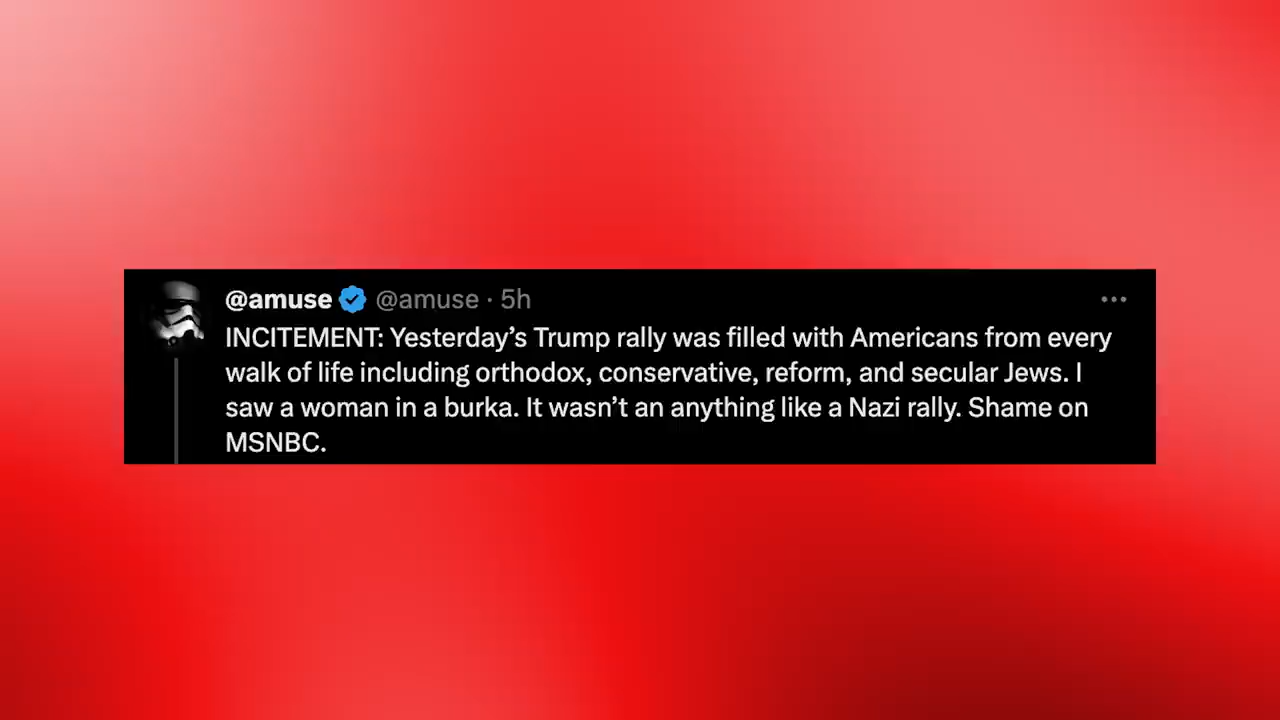 @amuse @amuse · 5h
INCITEMENT: Yesterday’s Trump rally was filled with Americans from every
walk of life including orthodox, conservative, reform, and secular Jews. I
saw a woman in a burka. It wasn’t an anything like a Nazi rally. Shame on
MSNBC.